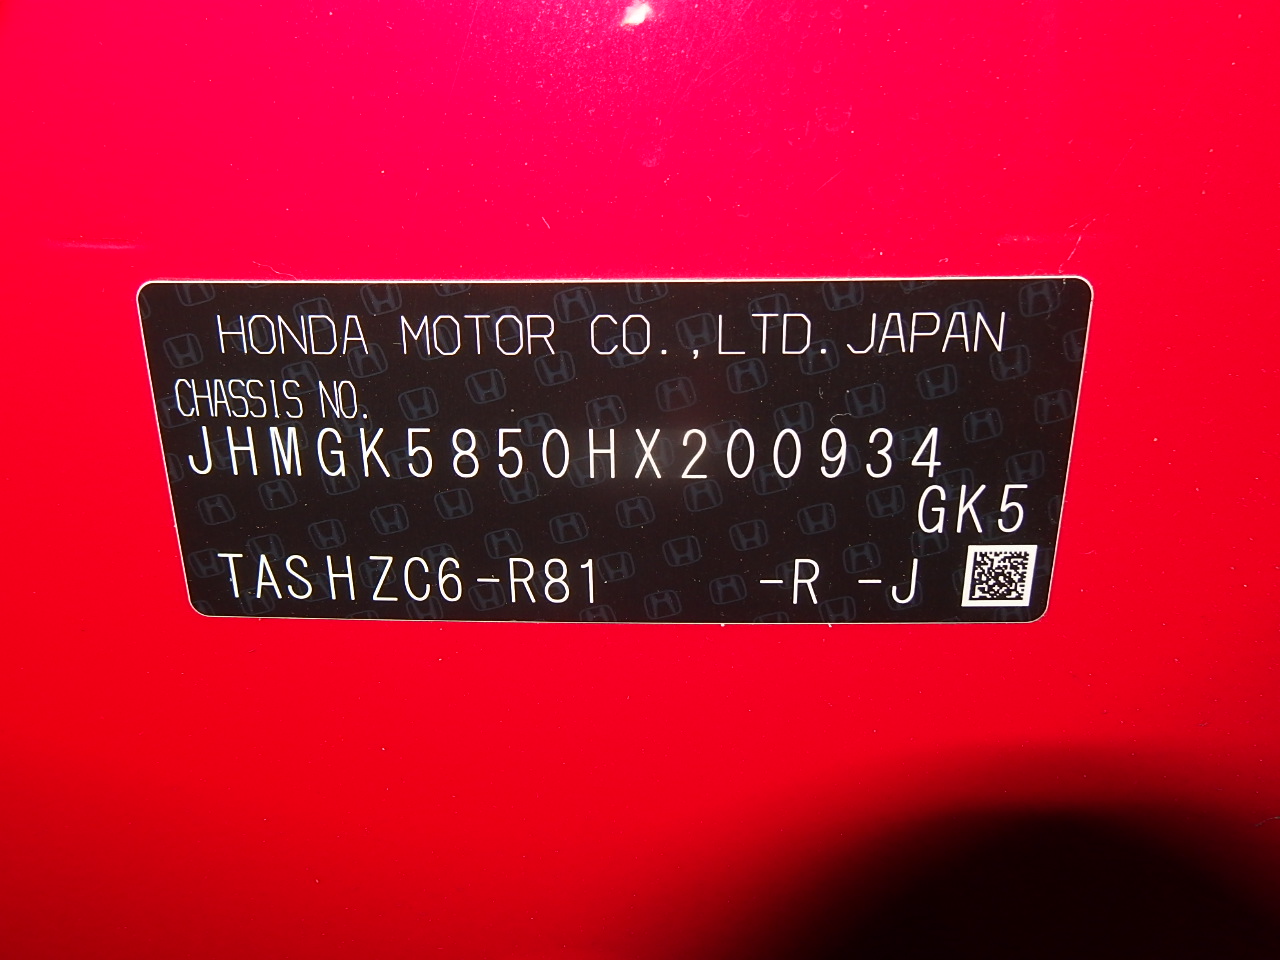 HONDA MOTOR CO.,LTD.JAPAN
CHASSIS NO.
JHMGK5850HX200934
GK5
TASHZC6-R81 -R -J